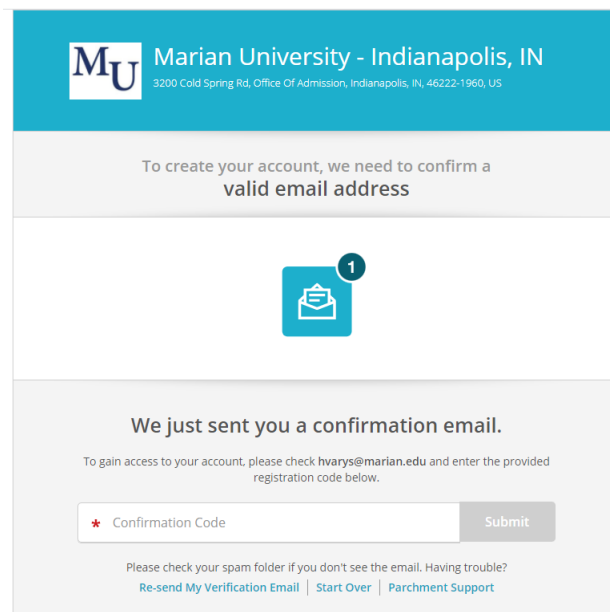 MU
Marian University - Indianapolis, IN
3200 Cold Spring Rd, Office Of Admission, Indianapolis, IN, 46222-1960, US
To create your account, we need to confirm a
valid email address
1
We just sent you a confirmation email.
To gain access to your account, please check hvarys@marian.edu and enter the provided
registration code below.
* Confirmation Code
Submit
Please check your spam folder if you don't see the email. Having trouble?
Re-send My Verification Email | Start Over | Parchment Support